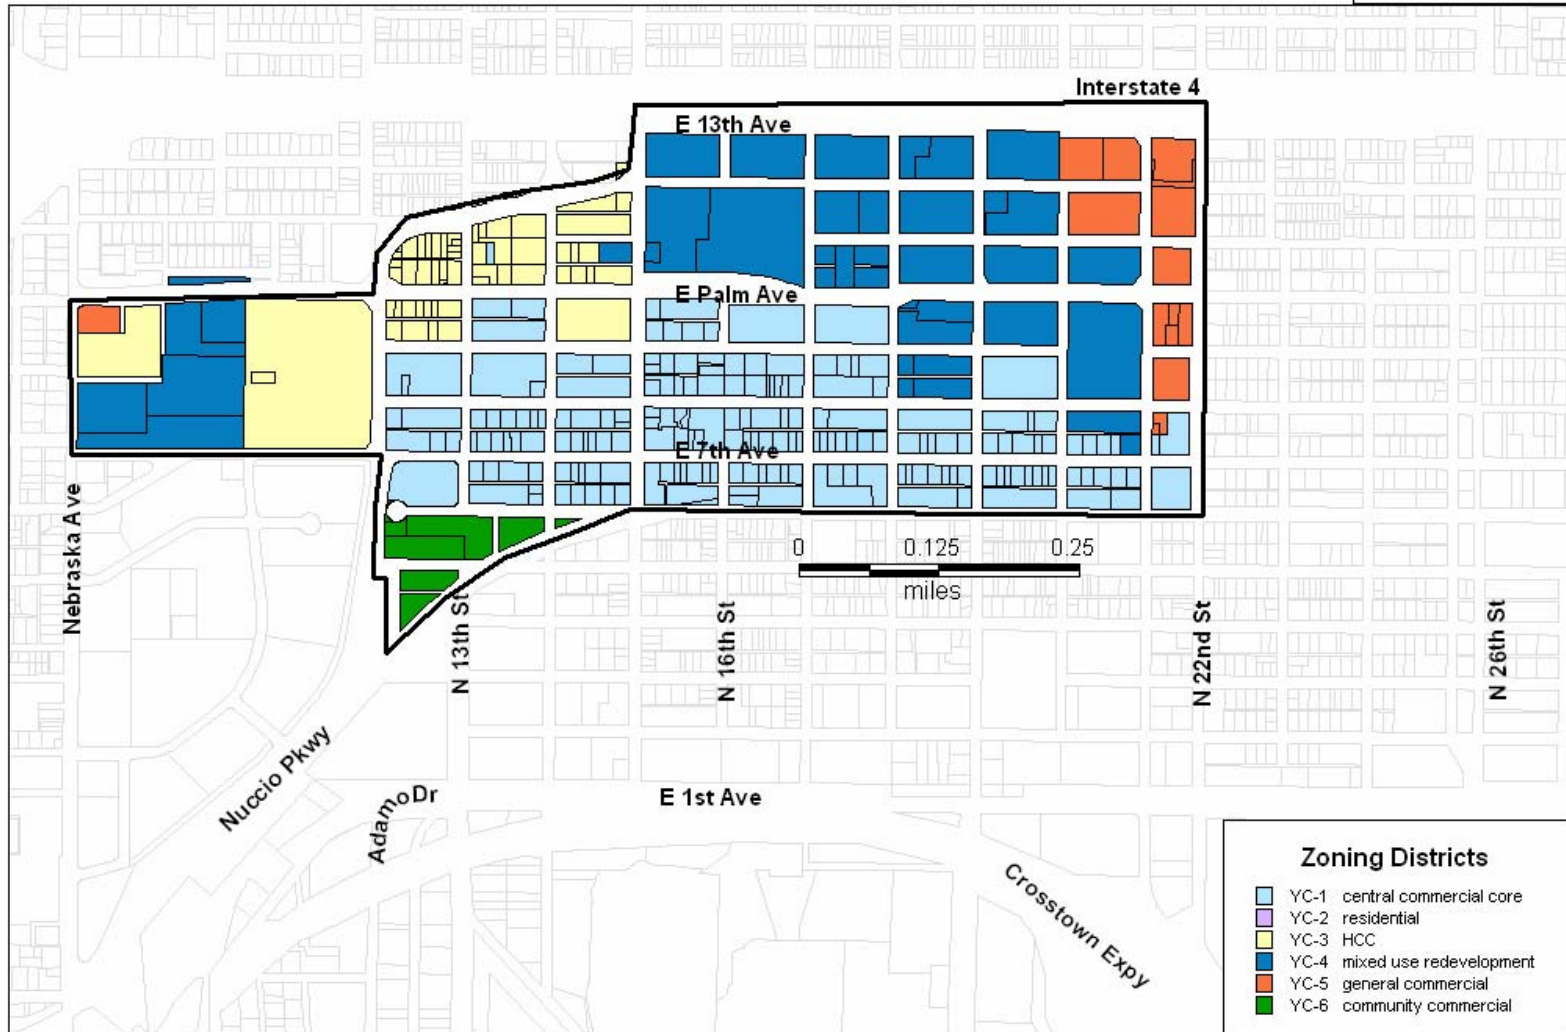 Interstate 4
E 13th Ave
E Palm Ave
E 7th Ave
0 0.125 0.25
miles
Nebraska Ave
N 13th St
N 16th St
N 22nd St
N 26th St
Nuccio Pkwy
Adamo Dr
E 1st Ave
Crosstown Expy
Zoning Districts
YC-1 central commercial core
YC-2 residential
YC-3 HCC
YC-4 mixed use redevelopment
YC-5 general commercial
YC-6 community commercial